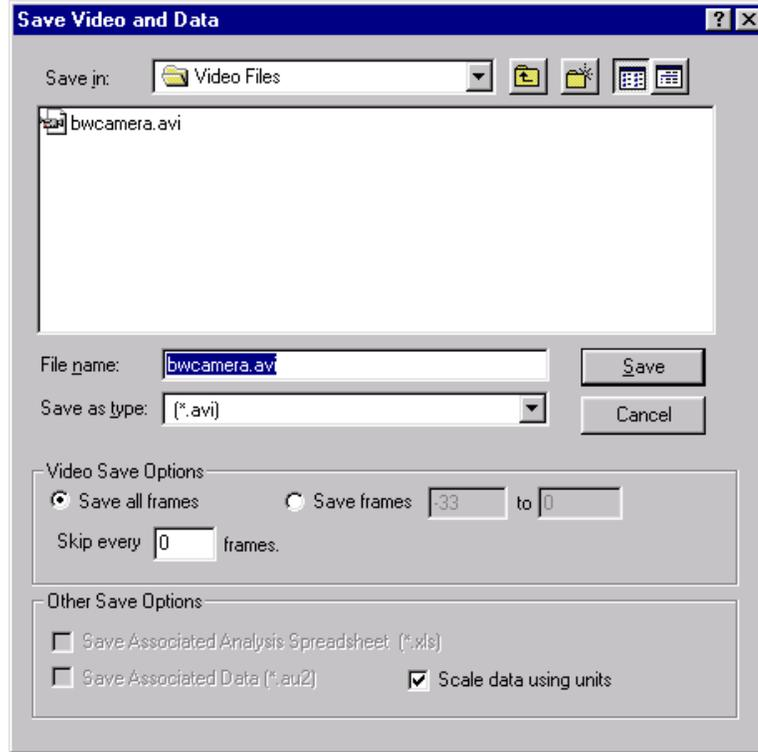 Save Video and Data
Save in: Video Files
bwcamera.avi
File name: bwcamera.avi Save
Save as type: (*.avi) Cancel
Video Save Options
Save all frames Save frames -33 to 0
Skip every 0 frames.
Other Save Options
Save Associated Analysis Spreadsheet (*.xls)
Save Associated Data (*.au2) Scale data using units